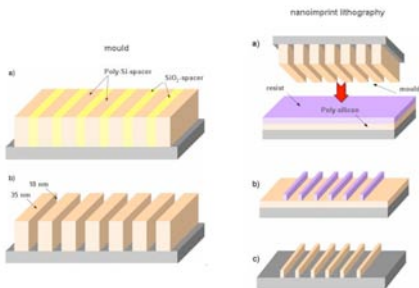 mould
a)
Poly-Si-spacer
SiO₂-spacer
b)
35 nm
18 nm
nanoimprint lithography
a)
mould
resist
Poly-silicon
b)
c)